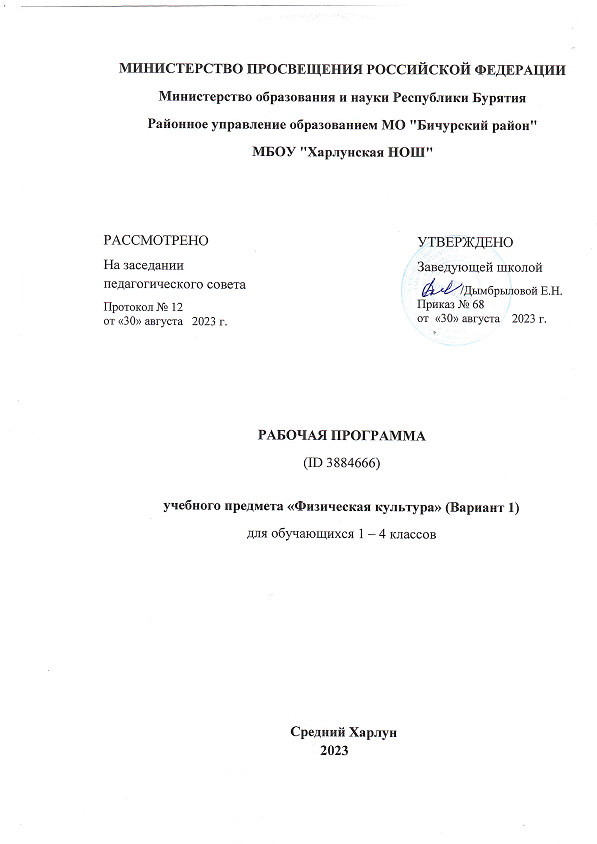 МИНИСТЕРСТВО ПРОСВЕЩЕНИЯ РОССИЙСКОЙ ФЕДЕРАЦИИ
Министерство образования и науки Республики Бурятия
Районное управление образованием МО "Бичурский район"
МБОУ "Харлунская НОШ"
РАССМОТРЕНО
На заседании
педагогического совета
Протокол № 12
от «30» августа 2023 г.
УТВЕРЖДЕНО
Заведующей школой
/Дымбрыловой Е.Н.
Приказ № 68
от «30» августа 2023 г.
РАБОЧАЯ ПРОГРАММА
(ID 3884666)
учебного предмета «Физическая культура» (Вариант 1)
для обучающихся 1 – 4 классов
Средний Харлун
2023